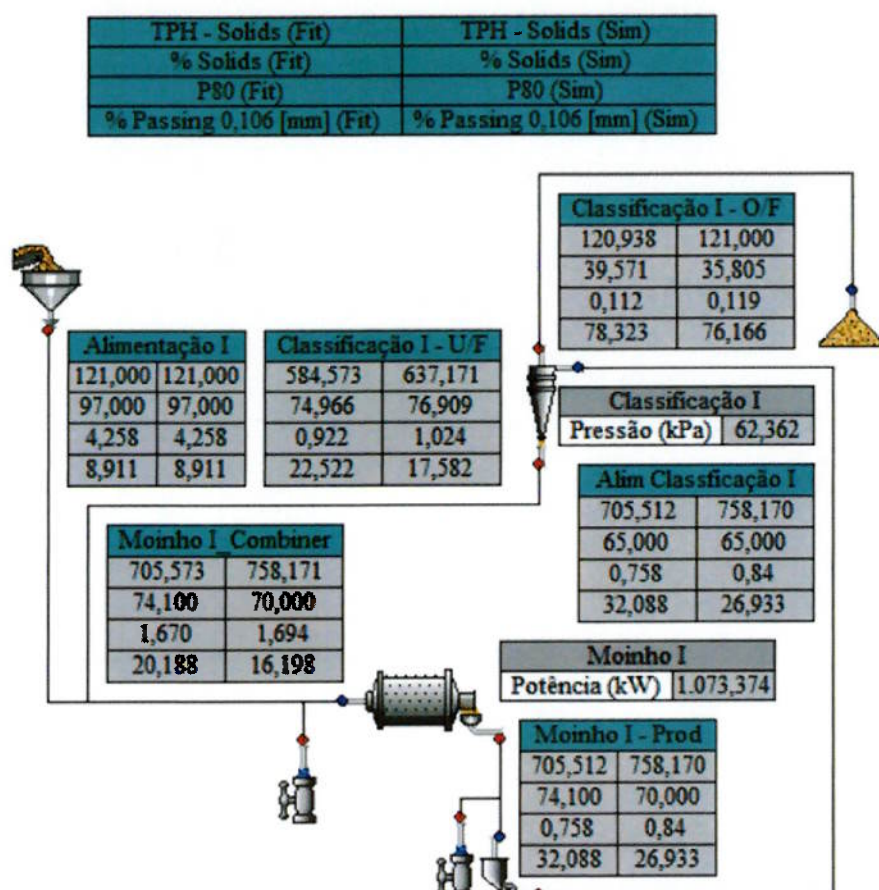 TPH - Solids (Fit) TPH - Solids (Sim)
% Solids (Fit) % Solids (Sim)
P80 (Fit) P80 (Sim)
% Passing 0,106 [mm] (Fit) % Passing 0,106 [mm] (Sim)
Classificação I - O/F
120,938 121,000
39,571 35,805
0,112 0,119
78,323 76,166
Alimentação I
121,000 121,000
97,000 97,000
4,258 4,258
8,911 8,911
Classificação I - U/F
584,573 637,171
74,966 76,909
0,922 1,024
22,522 17,582
Classificação I
Pressão (kPa) 62,362
Alim Classficação I
705,512 758,170
65,000 65,000
0,758 0,84
32,088 26,933
Moinho I_Combiner
705,573 758,171
74,100 70,000
1,670 1,694
20,188 16,198
Moinho I
Potência (kW) 1.073,374
Moinho I - Prod
705,512 758,170
74,100 70,000
0,758 0,84
32,088 26,933